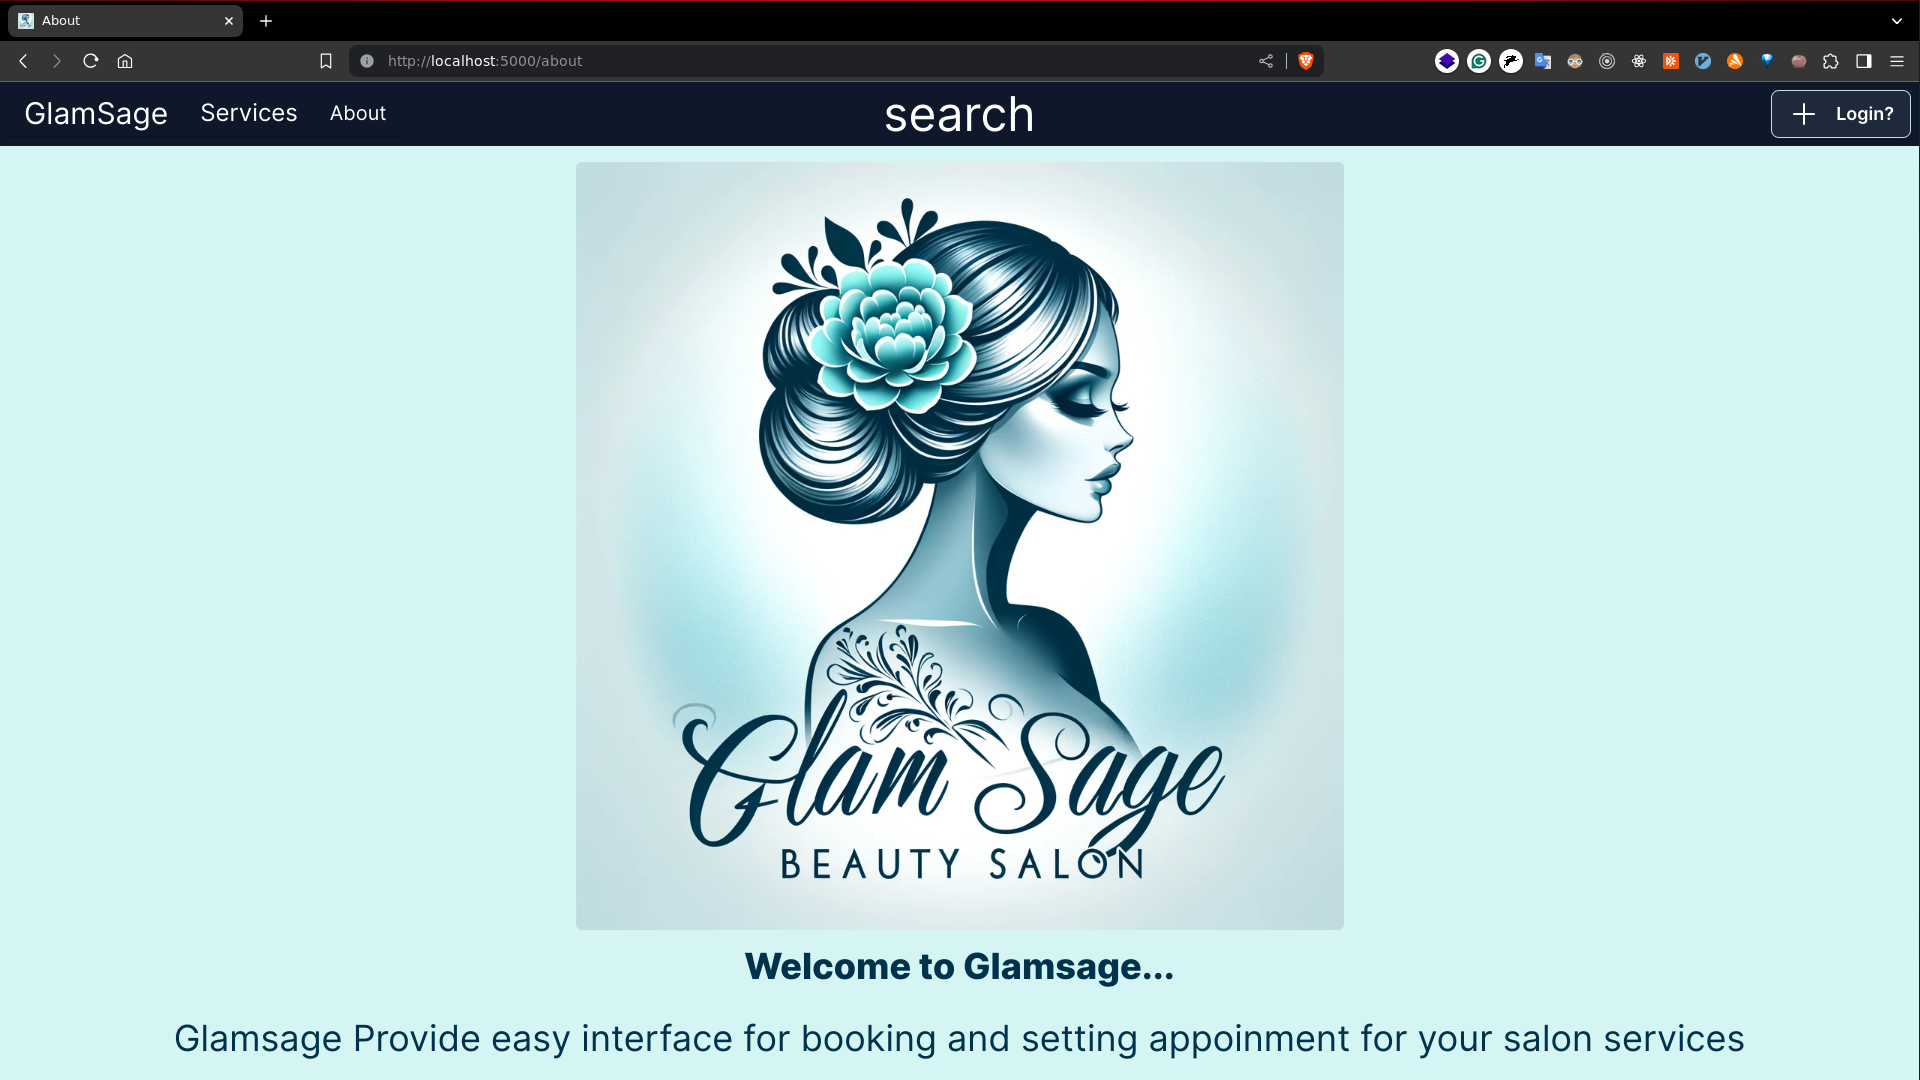 About
http://localhost:5000/about
GlamSage Services About search Login?
Glam Sage
BEAUTY SALON
Welcome to Glamsage...
Glamsage Provide easy interface for booking and setting appoinment for your salon services